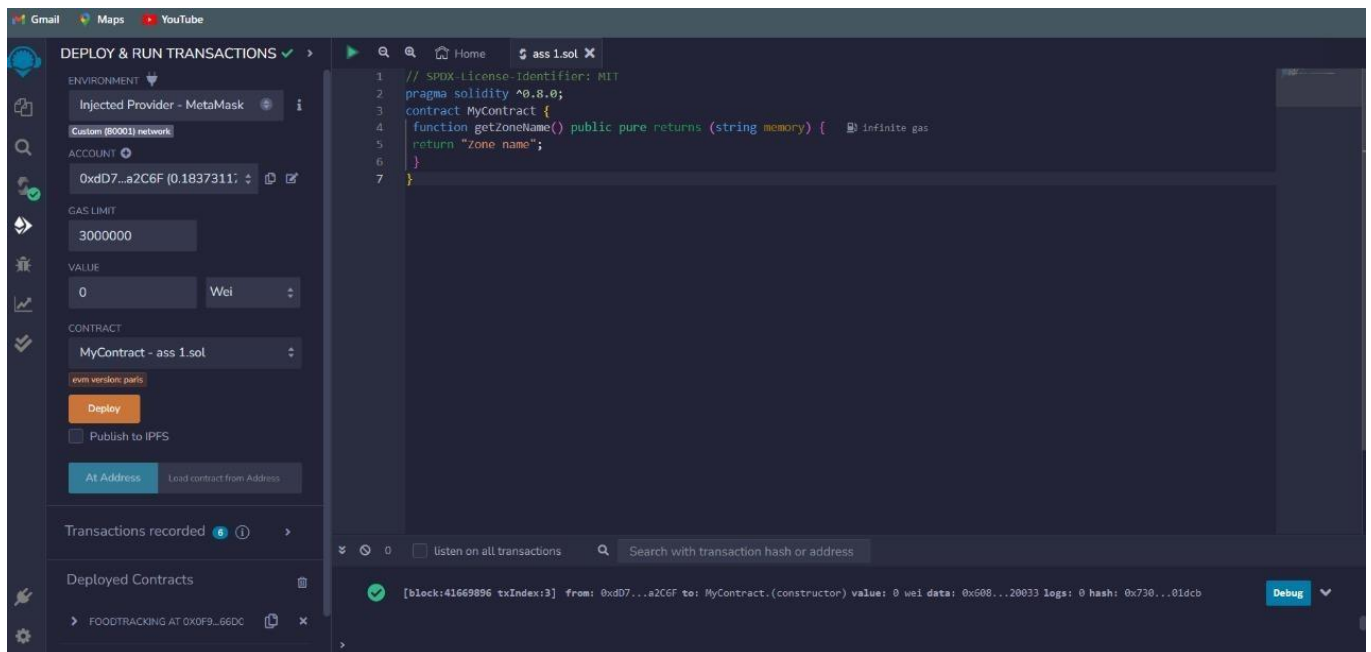 Gmail Maps YouTube
DEPLOY & RUN TRANSACTIONS
ENVIRONMENT
Injected Provider - MetaMask
Custom (80001) network
ACCOUNT
0xdD7...a2C6F (0.1837311
GAS LIMIT
3000000
VALUE
0 Wei
CONTRACT
MyContract - ass 1.sol
evm version: paris
Deploy
Publish to IPFS
At Address Load contract from Address
Transactions recorded 6
Deployed Contracts
FOODTRACKING AT 0X0F9...66DC
Home ass 1.sol
1 // SPDX-License-Identifier: MIT
2 pragma solidity ^0.8.0;
3 contract MyContract {
4 function getZoneName() public pure returns (string memory) { infinite gas
5 return "Zone name";
6 }
7 }
0 listen on all transactions Search with transaction hash or address
[block:41669896 txIndex:3] from: 0xdD7...a2C6F to: MyContract.(constructor) value: 0 wei data: 0x608...20033 logs: 0 hash: 0x730...01dcb Debug
>